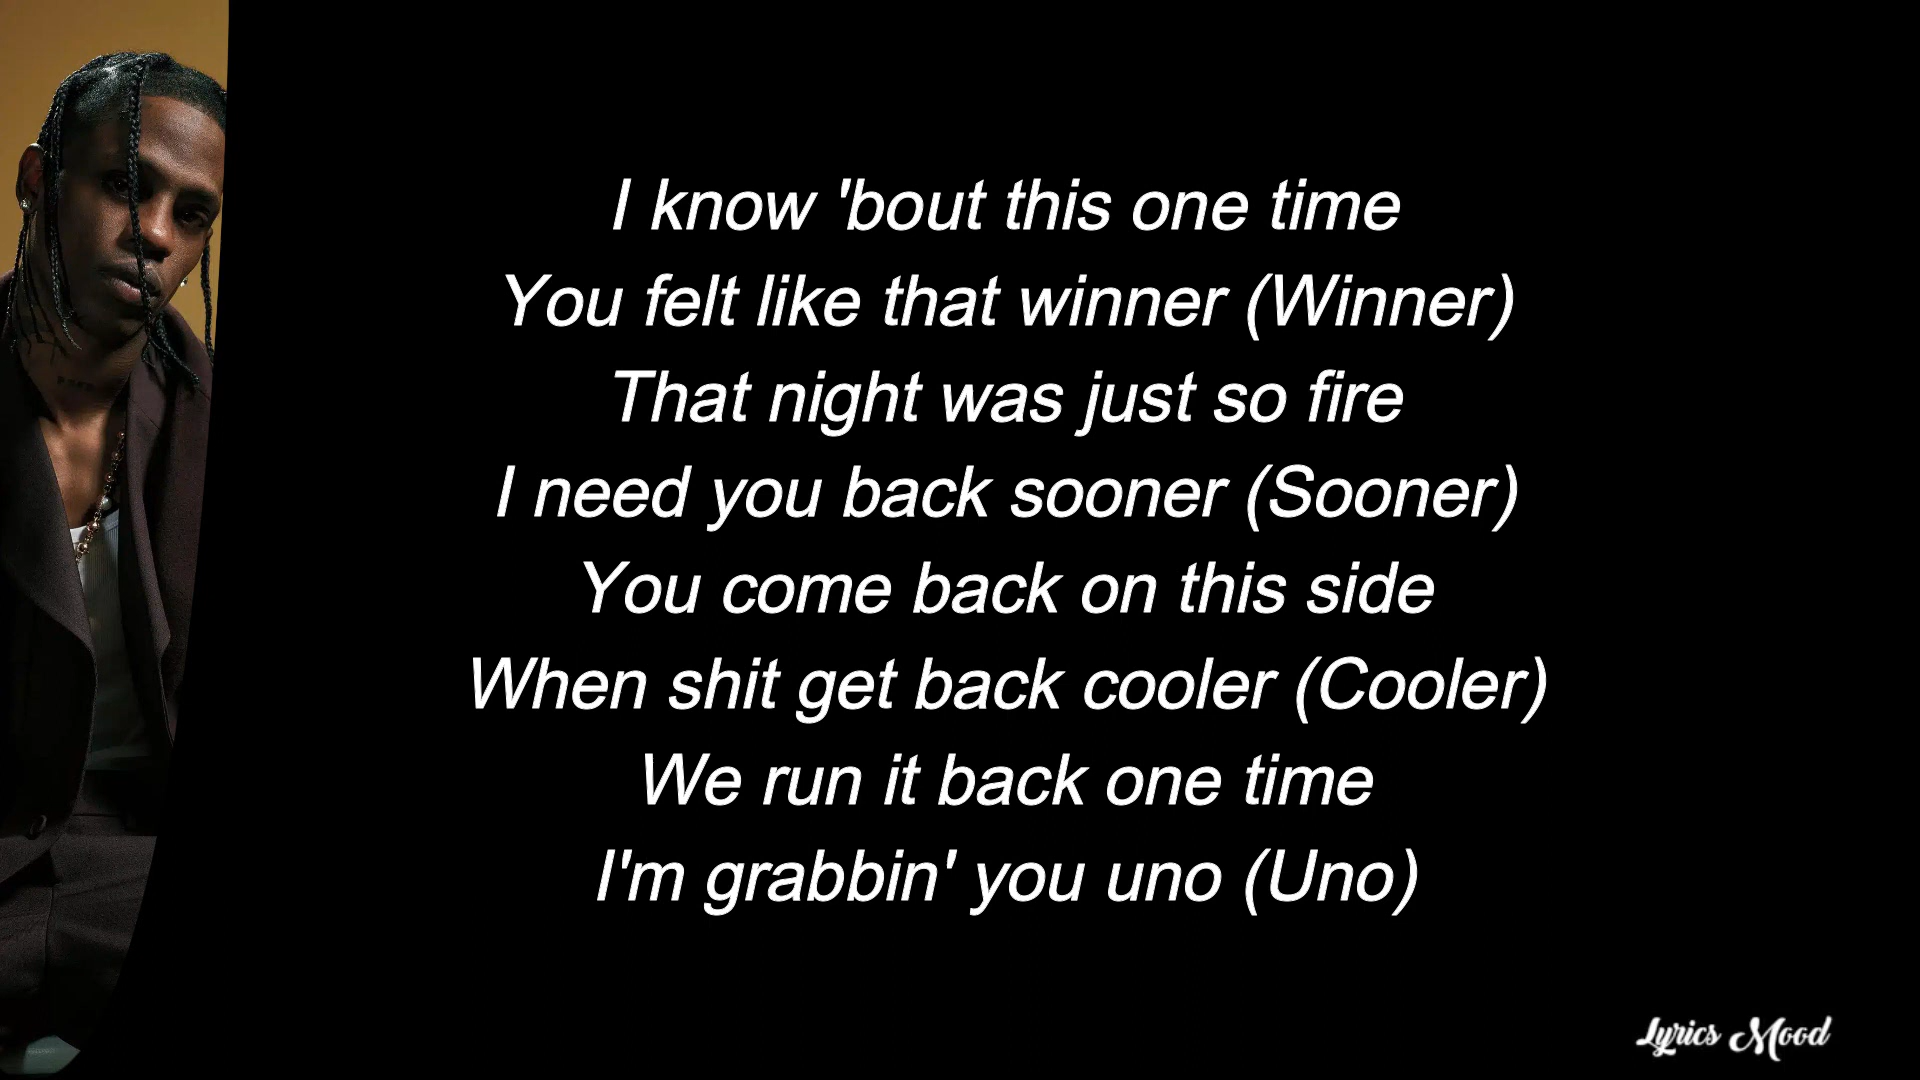 I know 'bout this one time
You felt like that winner (Winner)
That night was just so fire
I need you back sooner (Sooner)
You come back on this side
When shit get back cooler (Cooler)
We run it back one time
I'm grabbin' you uno (Uno)
Lyrics Mood